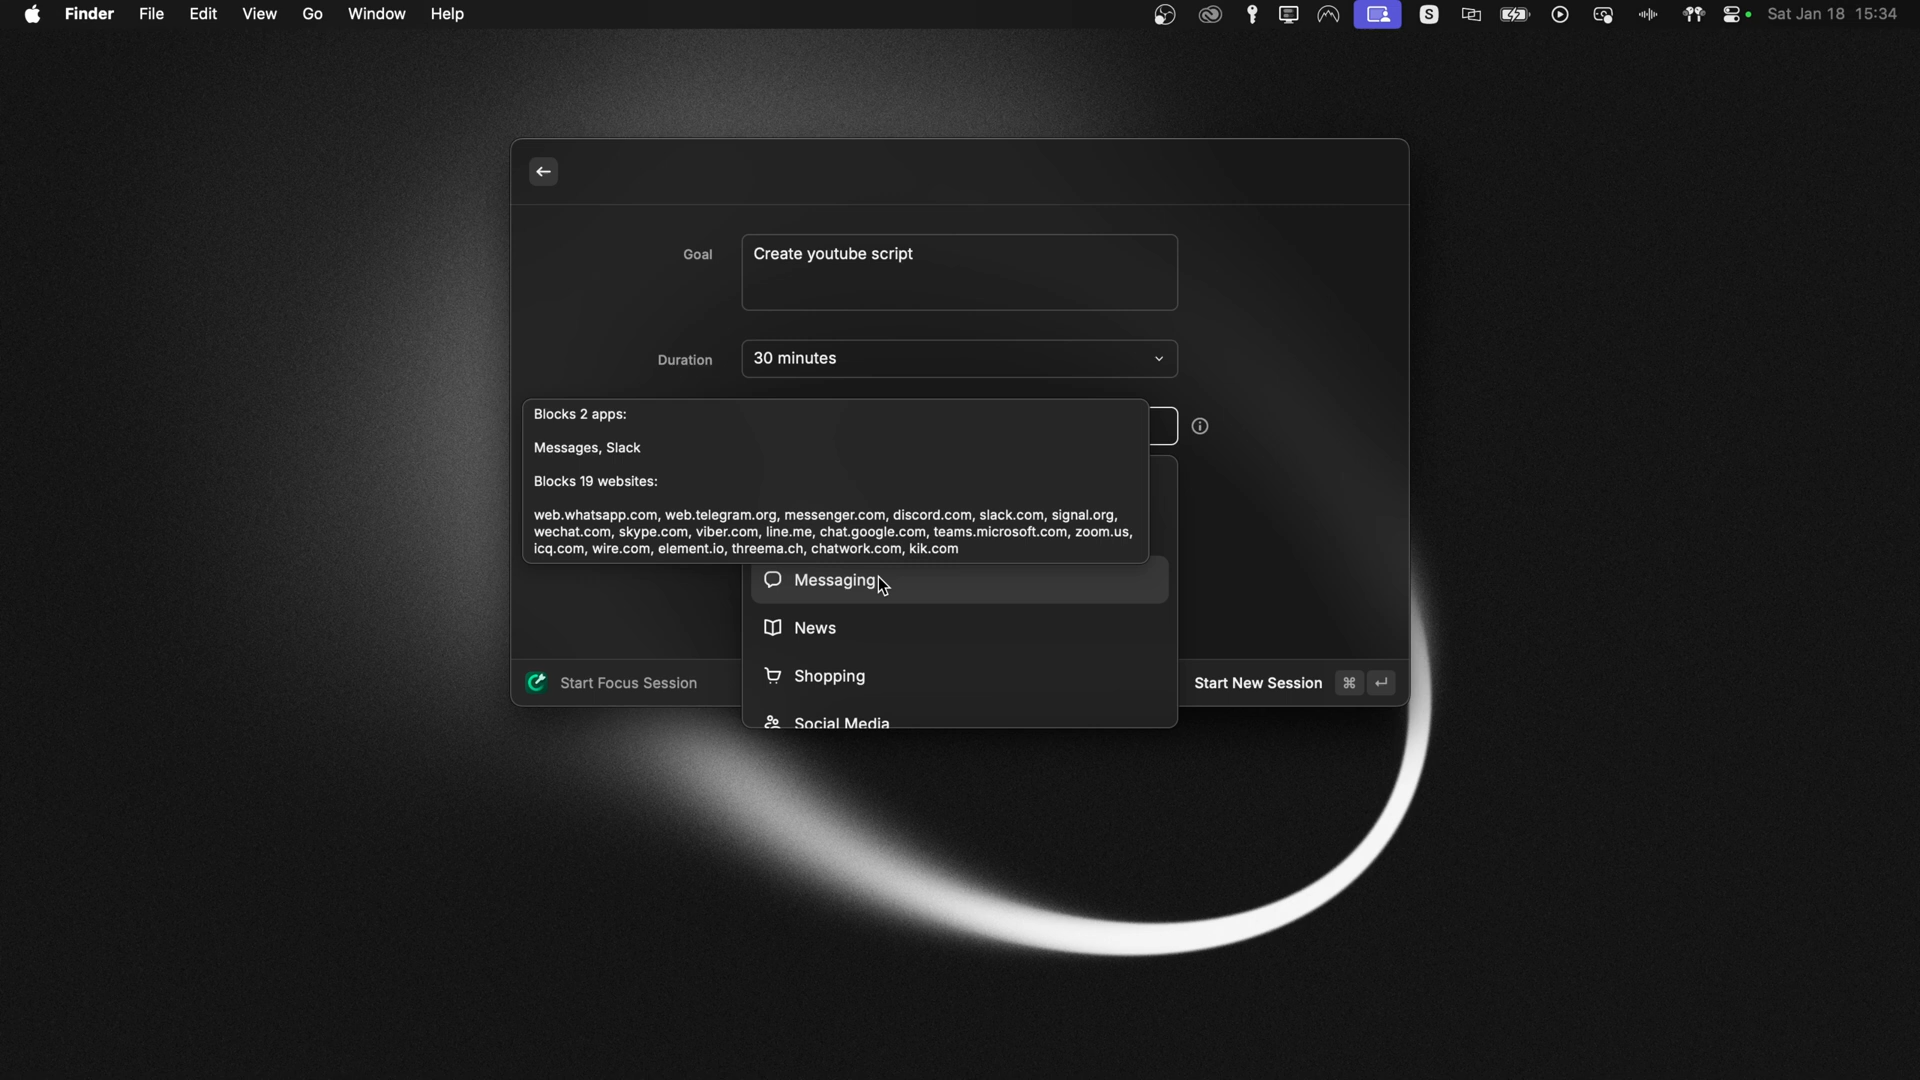 Finder File Edit View Go Window Help
S
Sat Jan 18 15:34
Goal
Create youtube script
Duration
30 minutes
Blocks 2 apps:
Messages, Slack
Blocks 19 websites:
web.whatsapp.com, web.telegram.org, messenger.com, discord.com, slack.com, signal.org,
wechat.com, skype.com, viber.com, line.me, chat.google.com, teams.microsoft.com, zoom.us,
icq.com, wire.com, element.io, threema.ch, chatwork.com, kik.com
Messaging
News
Shopping
Social Media
Start Focus Session
Start New Session ⌘ ↵